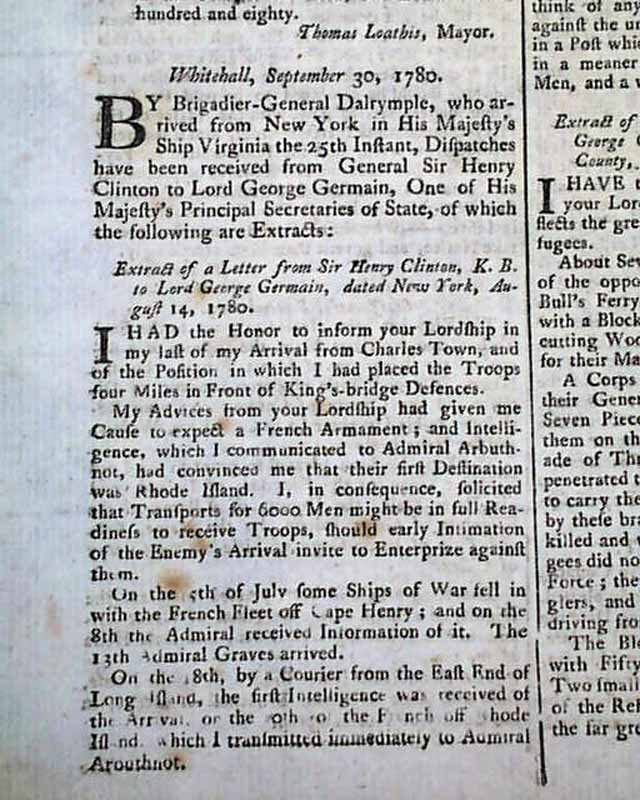 hundred and eighty.
Thomas Loathis, Mayor.
Whitehall, September 30, 1780.
BY Brigadier-General Dalrymple, who ar-
rived from New York in His Majeſty's
Ship Virginia the 25th Inſtant, Diſpatches
have been received from General Sir Henry
Clinton to Lord George Germain, One of His
Majeſty's Principal Secretaries of State, of which
the following are Extracts:
Extract of a Letter from Sir Henry Clinton, K. B.
to Lord George Germain, dated New York, Au-
guſt 14, 1780.
I HAD the Honor to inform your Lordſhip in
my laſt of my Arrival from Charles Town, and
of the Poſition in which I had placed the Troops
four Miles in Front of King's-bridge Defences.
My Advices from your Lordſhip had given me
Cauſe to expect a French Armament; and Intelli-
gence, which I communicated to Admiral Arbuth-
not, had convinced me that their firſt Deſtination
was Rhode Iſland. I, in conſequence, ſolicited
that Tranſports for 6000 Men might be in full Rea-
dineſs to receive Troops, ſhould early Intimation
of the Enemy's Arrival invite to Enterprize againſt
them.
On the 5th of July ſome Ships of War fell in
with the French Fleet off Cape Henry; and on the
8th the Admiral received Information of it. The
13th Admiral Graves arrived.
On the 18th, by a Courier from the Eaſt End of
Long Iſland, the firſt Intelligence was received of
the Arrival on the to the French off Rhode
Iſland, which I tranſmitted immediately to Admiral
Arbuthnot.
think of any
againſt the
in a Poſt whic
in a meaner
Men, and a
Extract of
George
County,
I HAVE
your Lor
flects the gre
fugees.
About Sev
of the oppo
Bull's Ferry
with a Block
cutting Woo
for their Ma
A Corps
their Gener
Seven Piece
them on th
ade of Th
penetrated t
to carry the
by theſe bra
killed and
gees did no
Force; the
glers, and
driving fro
The Blo
with Fifty
Two ſmall
of the Ref
the far gre